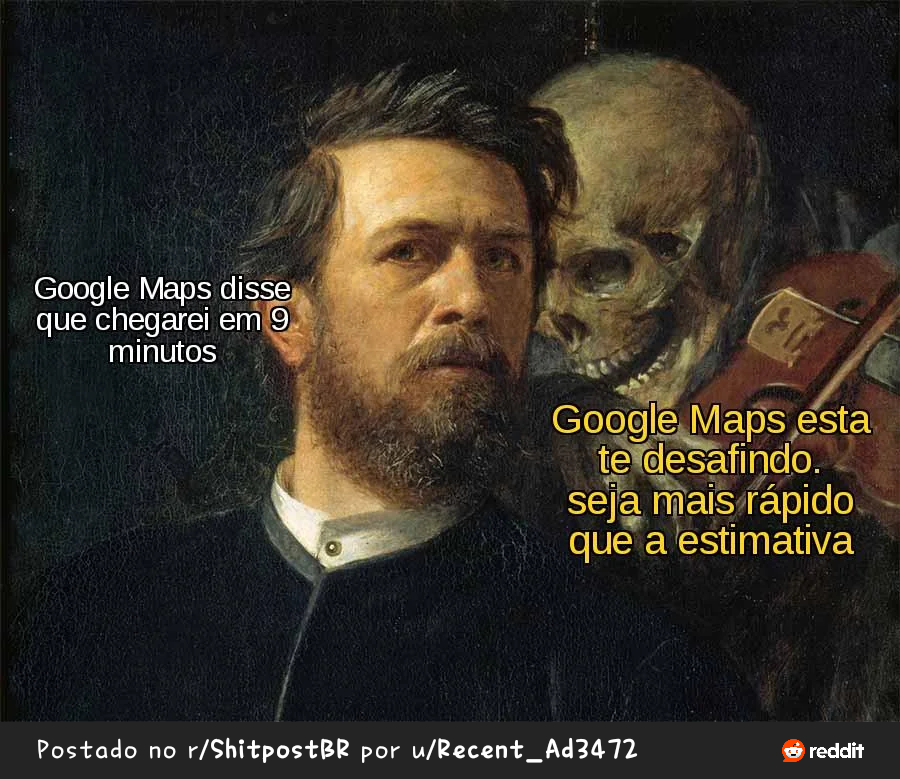 Google Maps disse
que chegarei em 9
minutos
Google Maps esta
te desafindo.
seja mais rápido
que a estimativa
Postado no r/ShitpostBR por u/Recent_Ad3472
reddit